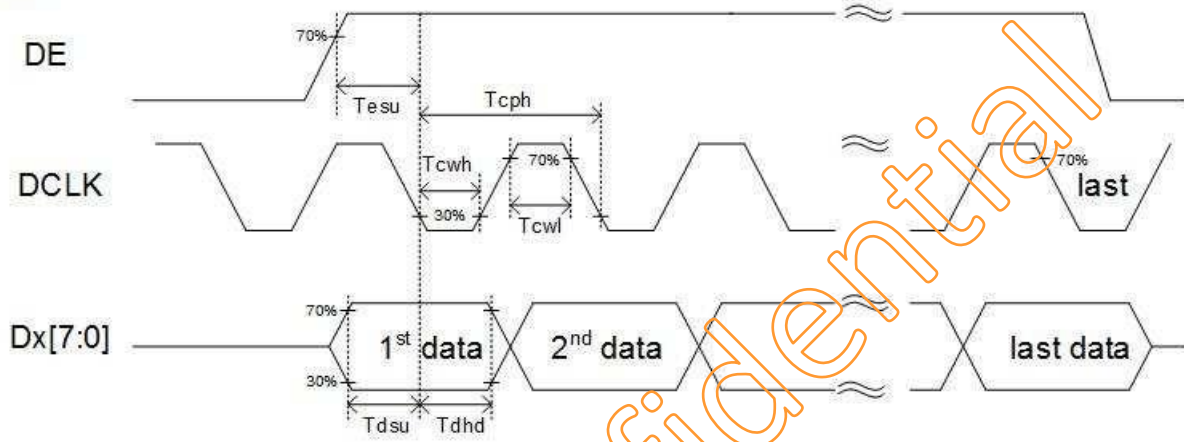 DE
70%
Tesu
Tcph
DCLK
Tcwh
70%
30%
Tcwl
70%
last
Dx[7:0]
70%
30%
1st data
2nd data
last data
Tdsu
Tdhd
fidential